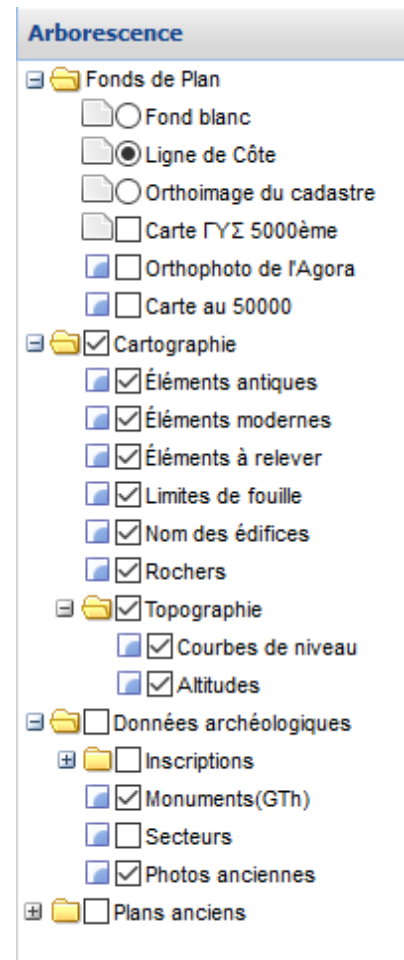 Arborescence
Fonds de Plan
Fond blanc
Ligne de Côte
Orthoimage du cadastre
Carte ΓΥΣ 5000ème
Orthophoto de l'Agora
Carte au 50000
Cartographie
Éléments antiques
Éléments modernes
Éléments à relever
Limites de fouille
Nom des édifices
Rochers
Topographie
Courbes de niveau
Altitudes
Données archéologiques
Inscriptions
Monuments(GTh)
Secteurs
Photos anciennes
Plans anciens